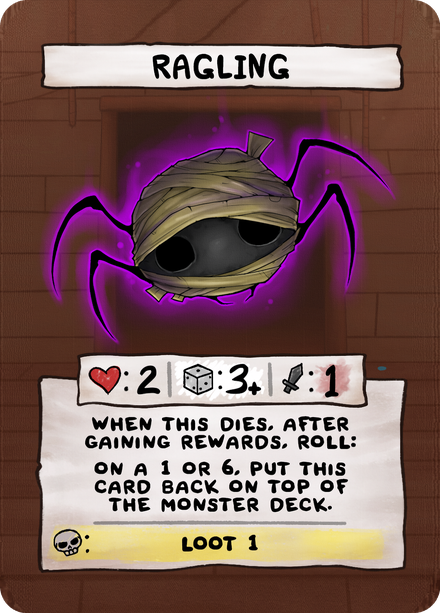 RAGLING
:2 :3+ :1
WHEN THIS DIES, AFTER
GAINING REWARDS, ROLL:
ON A 1 OR 6, PUT THIS
CARD BACK ON TOP OF
THE MONSTER DECK.
: LOOT 1